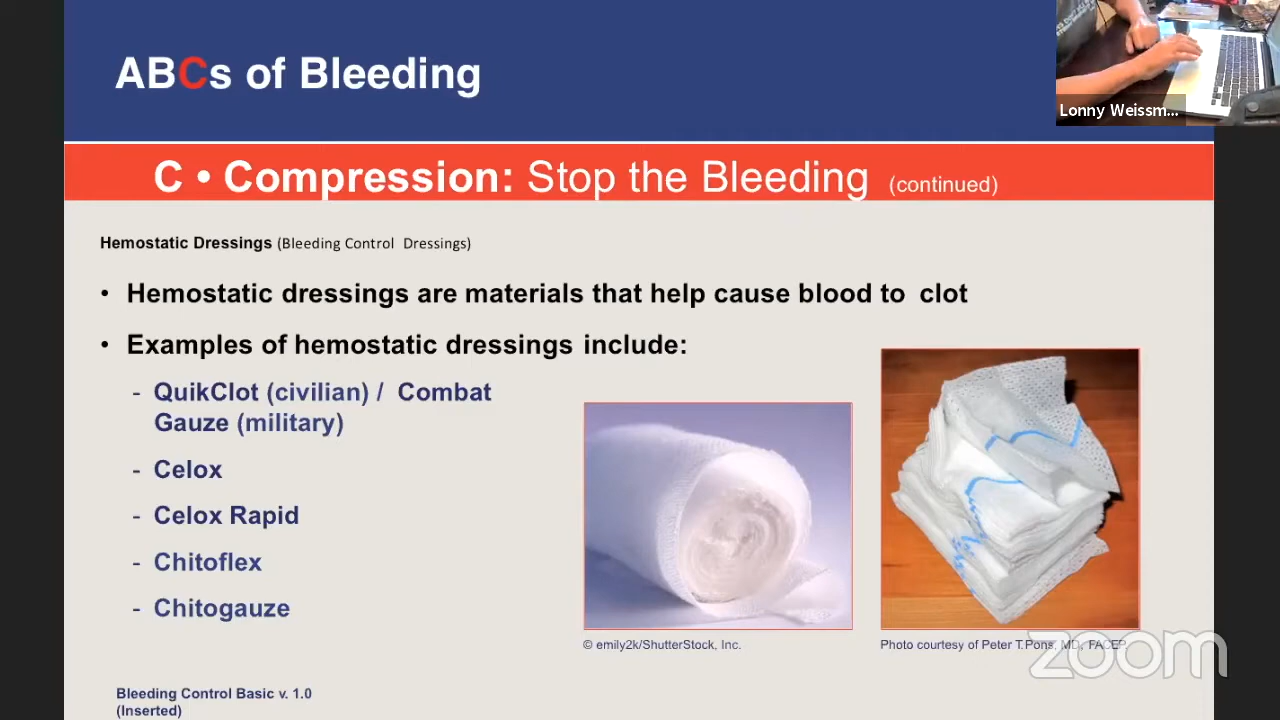 ABCs of Bleeding
Lonny Weissm...
C • Compression: Stop the Bleeding (continued)
Hemostatic Dressings (Bleeding Control Dressings)
• Hemostatic dressings are materials that help cause blood to clot
• Examples of hemostatic dressings include:
- QuikClot (civilian) / Combat
Gauze (military)
- Celox
- Celox Rapid
- Chitoflex
- Chitogauze
© emily2k/ShutterStock, Inc.
Photo courtesy of Peter T.Pons, MD, FACEP.
zoom
Bleeding Control Basic v. 1.0
(Inserted)